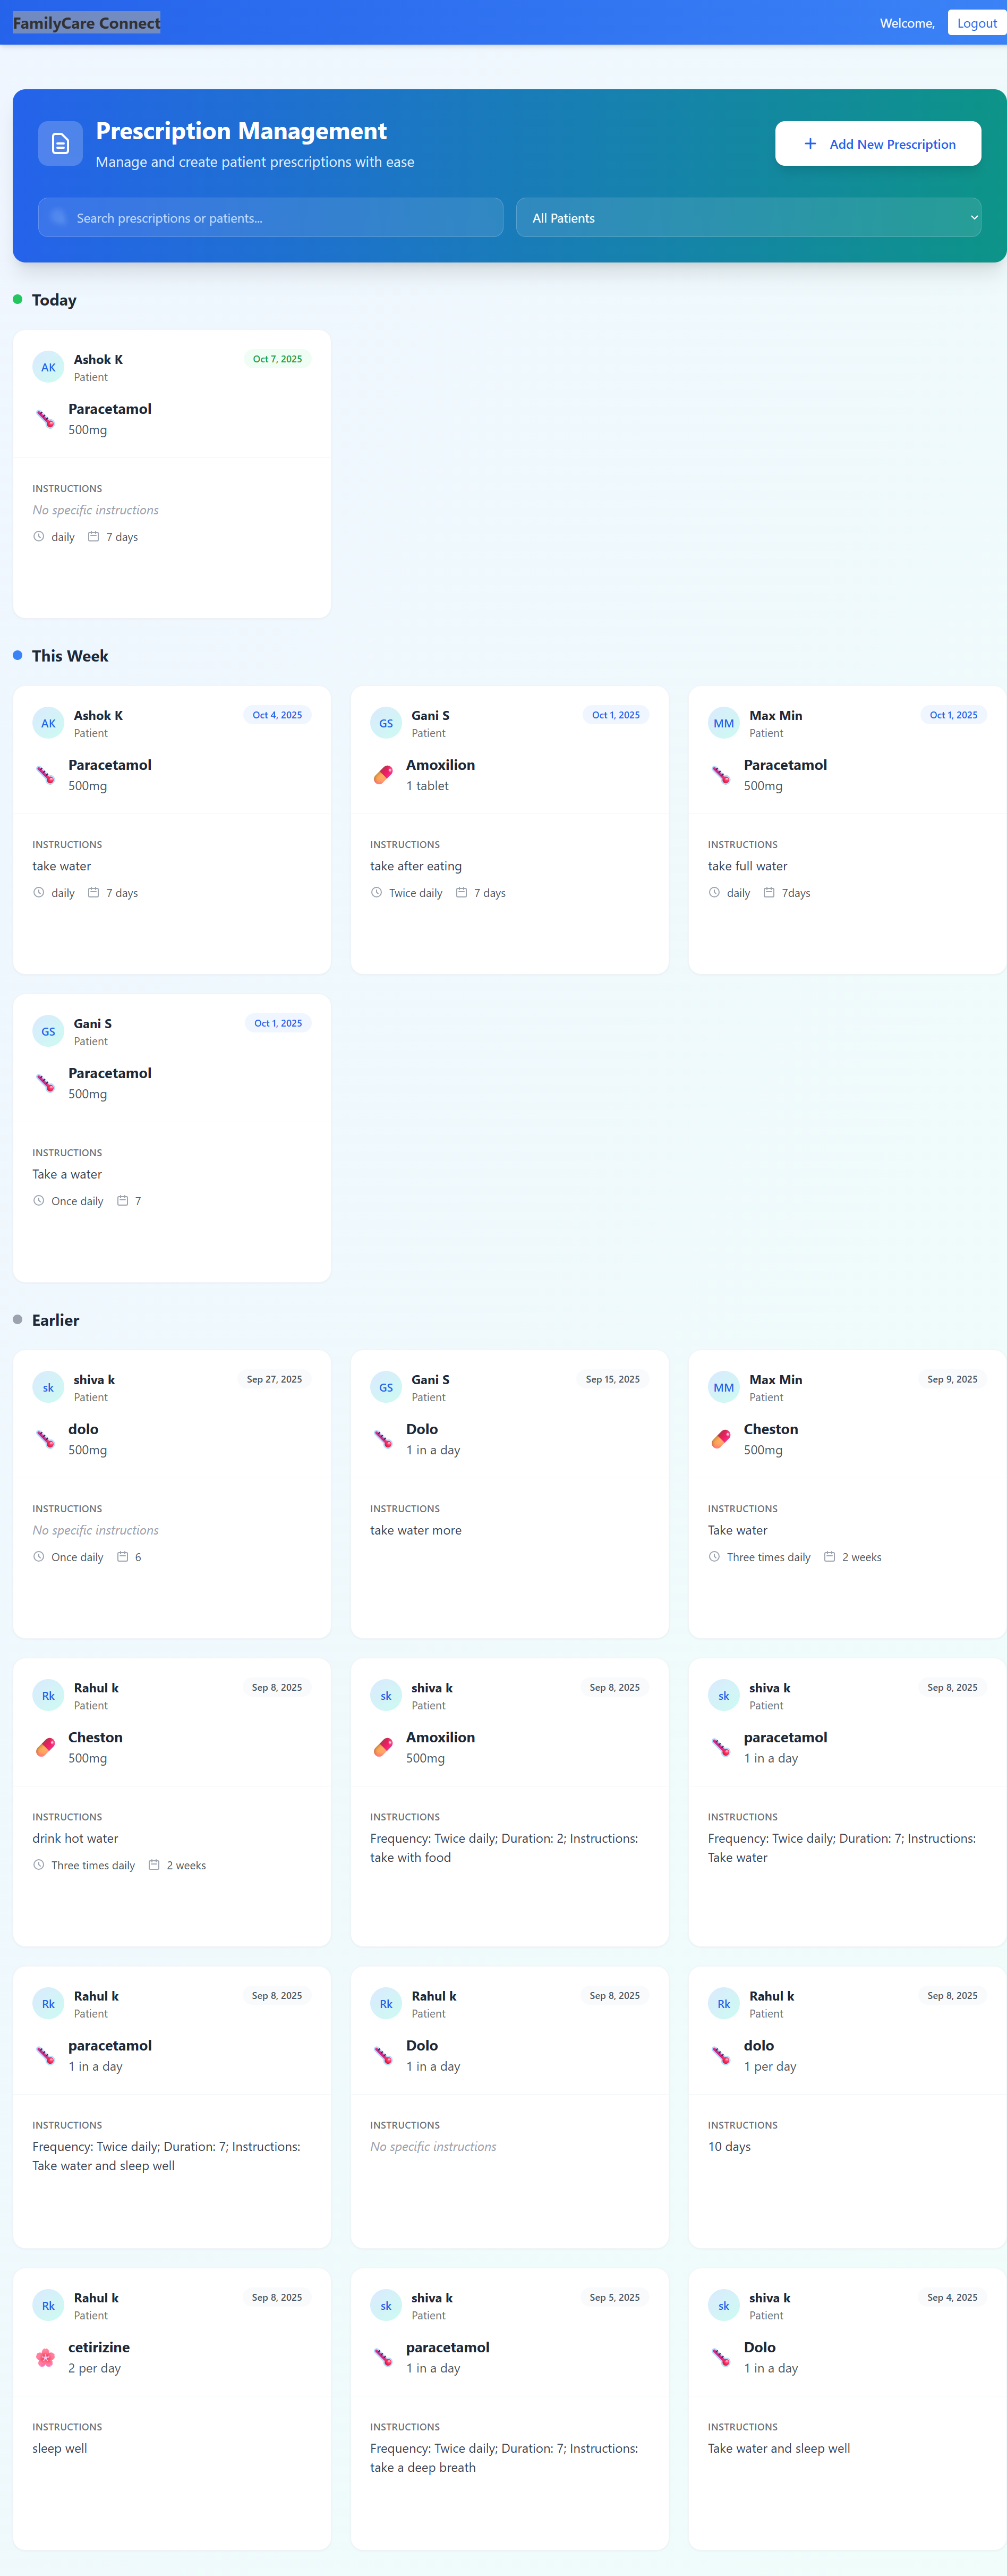 FamilyCare Connect
Welcome,
Logout
Prescription Management
Manage and create patient prescriptions with ease
Add New Prescription
Search prescriptions or patients...
All Patients
Today
AK
Ashok K
Patient
Oct 7, 2025
Paracetamol
500mg
INSTRUCTIONS
No specific instructions
daily
7 days
This Week
AK
Ashok K
Patient
Oct 4, 2025
Paracetamol
500mg
INSTRUCTIONS
take water
daily
7 days
GS
Gani S
Patient
Oct 1, 2025
Amoxilion
1 tablet
INSTRUCTIONS
take after eating
Twice daily
7 days
MM
Max Min
Patient
Oct 1, 2025
Paracetamol
500mg
INSTRUCTIONS
take full water
daily
7days
GS
Gani S
Patient
Oct 1, 2025
Paracetamol
500mg
INSTRUCTIONS
Take a water
Once daily
7
Earlier
sk
shiva k
Patient
Sep 27, 2025
dolo
500mg
INSTRUCTIONS
No specific instructions
Once daily
6
GS
Gani S
Patient
Sep 15, 2025
Dolo
1 in a day
INSTRUCTIONS
take water more
MM
Max Min
Patient
Sep 9, 2025
Cheston
500mg
INSTRUCTIONS
Take water
Three times daily
2 weeks
Rk
Rahul k
Patient
Sep 8, 2025
Cheston
500mg
INSTRUCTIONS
drink hot water
Three times daily
2 weeks
sk
shiva k
Patient
Sep 8, 2025
Amoxilion
500mg
INSTRUCTIONS
Frequency: Twice daily; Duration: 2; Instructions:
take with food
sk
shiva k
Patient
Sep 8, 2025
paracetamol
1 in a day
INSTRUCTIONS
Frequency: Twice daily; Duration: 7; Instructions:
Take water
Rk
Rahul k
Patient
Sep 8, 2025
paracetamol
1 in a day
INSTRUCTIONS
Frequency: Twice daily; Duration: 7; Instructions:
Take water and sleep well
Rk
Rahul k
Patient
Sep 8, 2025
Dolo
1 in a day
INSTRUCTIONS
No specific instructions
Rk
Rahul k
Patient
Sep 8, 2025
dolo
1 per day
INSTRUCTIONS
10 days
Rk
Rahul k
Patient
Sep 8, 2025
cetirizine
2 per day
INSTRUCTIONS
sleep well
sk
shiva k
Patient
Sep 5, 2025
paracetamol
1 in a day
INSTRUCTIONS
Frequency: Twice daily; Duration: 7; Instructions:
take a deep breath
sk
shiva k
Patient
Sep 4, 2025
Dolo
1 in a day
INSTRUCTIONS
Take water and sleep well